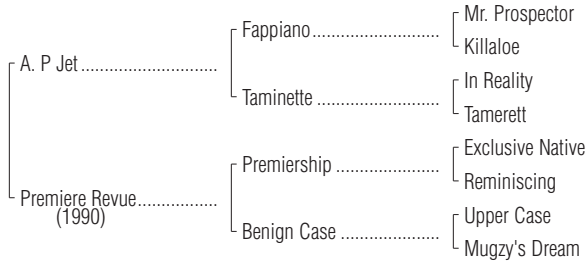 Mr. Prospector
Fappiano
Killaloe
A. P Jet
In Reality
Taminette
Tamerett
Exclusive Native
Premiership
Reminiscing
Premiere Revue
(1990)
Upper Case
Benign Case
Mugzy's Dream